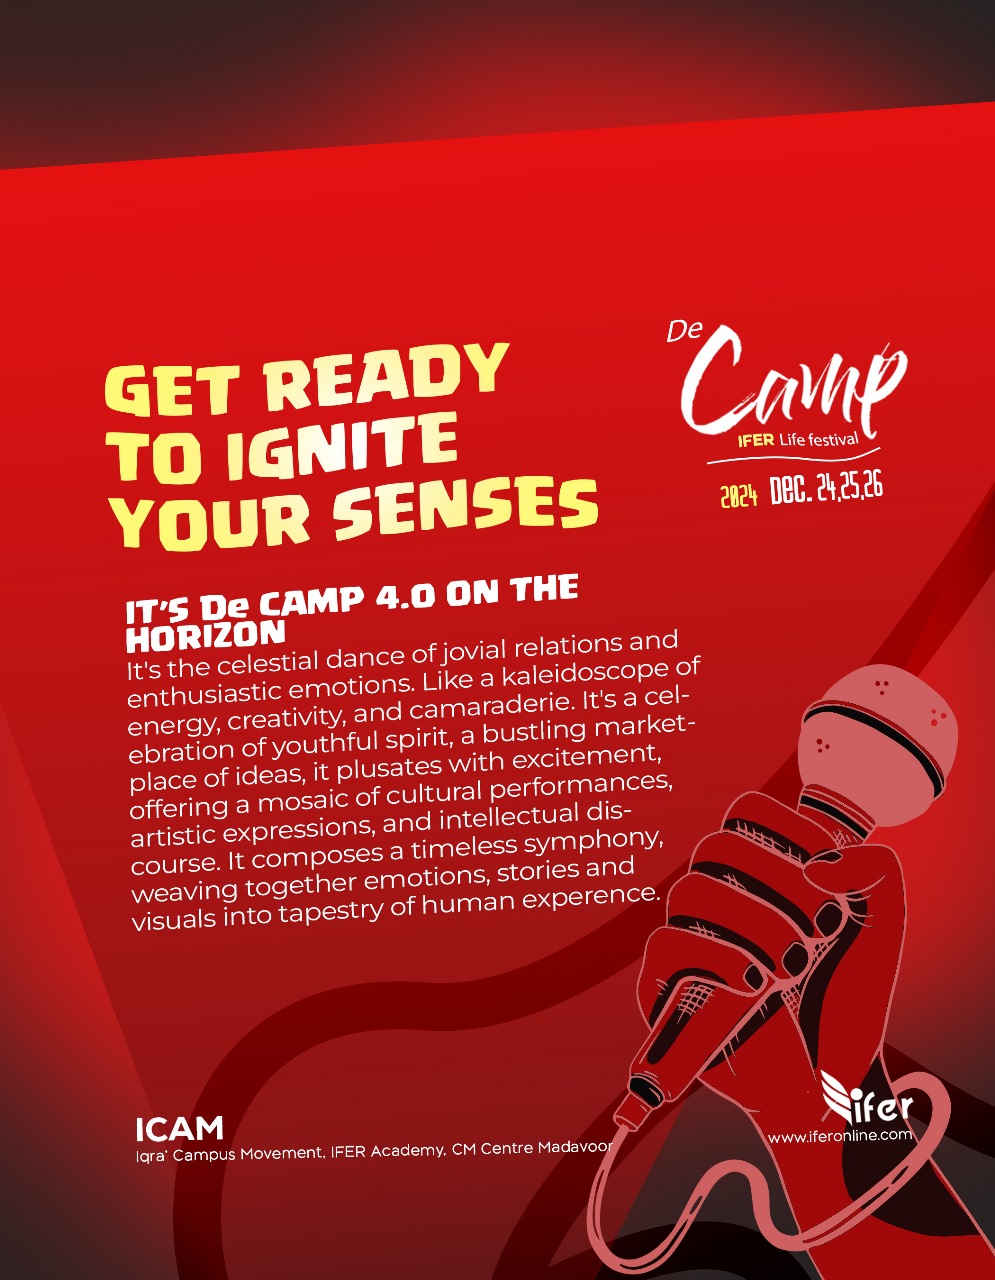 GET READY
TO IGNITE
YOUR SENSES
De
Camp
IFER Life festival
2024 Dec. 24,25,26
IT'S De CAMP 4.0 ON THE
HORIZON
It's the celestial dance of jovial relations and
enthusiastic emotions. Like a kaleidoscope of
energy, creativity, and camaraderie. It's a cel-
ebration of youthful spirit, a bustling market-
place of ideas, it plusates with excitement,
offering a mosaic of cultural performances,
artistic expressions, and intellectual dis-
course. It composes a timeless symphony,
weaving together emotions, stories and
visuals into tapestry of human experence.
ICAM
Iqra' Campus Movement, IFER Academy, CM Centre Madavoor
ifer
www.iferonline.com